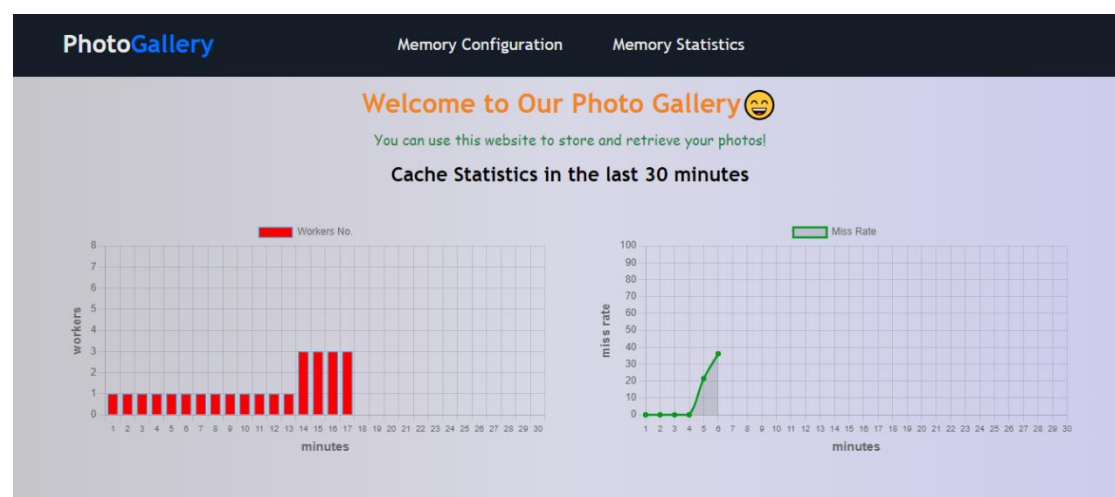 PhotoGallery
Memory Configuration
Memory Statistics
Welcome to Our Photo Gallery😄
You can use this website to store and retrieve your photos!
Cache Statistics in the last 30 minutes
Workers No.
8
7
6
5
4
3
2
1
0
workers
1 2 3 4 5 6 7 8 9 10 11 12 13 14 15 16 17 18 19 20 21 22 23 24 25 26 27 28 29 30
minutes
Miss Rate
100
90
80
70
60
50
40
30
20
10
0
miss rate
1 2 3 4 5 6 7 8 9 10 11 12 13 14 15 16 17 18 19 20 21 22 23 24 25 26 27 28 29 30
minutes